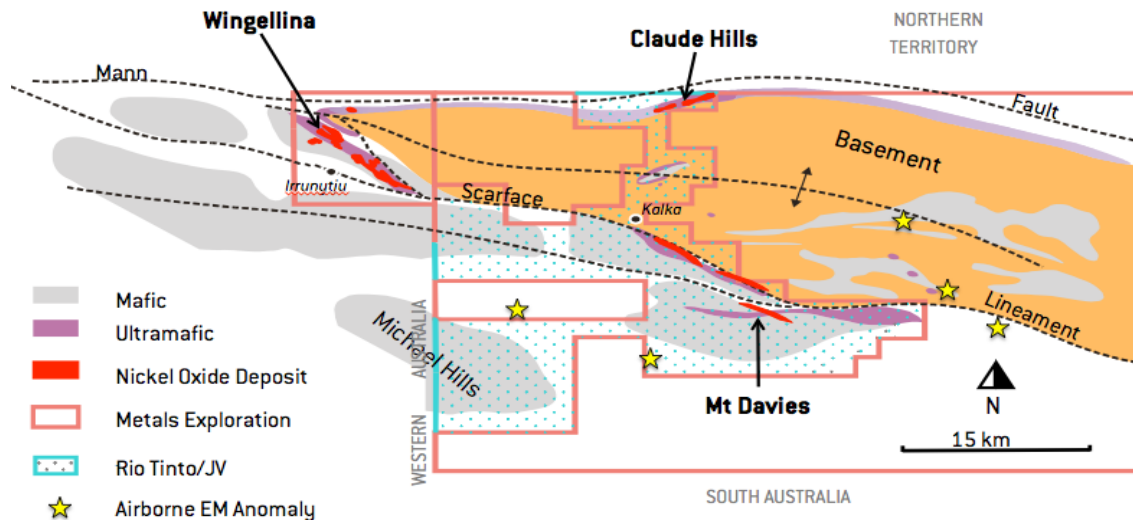 Wingellina
NORTHERN
TERRITORY
Claude Hills
Mann
Fault
Basement
Irrunutju
Scarface
Kalka
Lineament
Mafic
Ultramafic
Nickel Oxide Deposit
Metals Exploration
Rio Tinto/JV
Airborne EM Anomaly
Michael Hills
WESTERN AUSTRALIA
Mt Davies
N
15 km
SOUTH AUSTRALIA